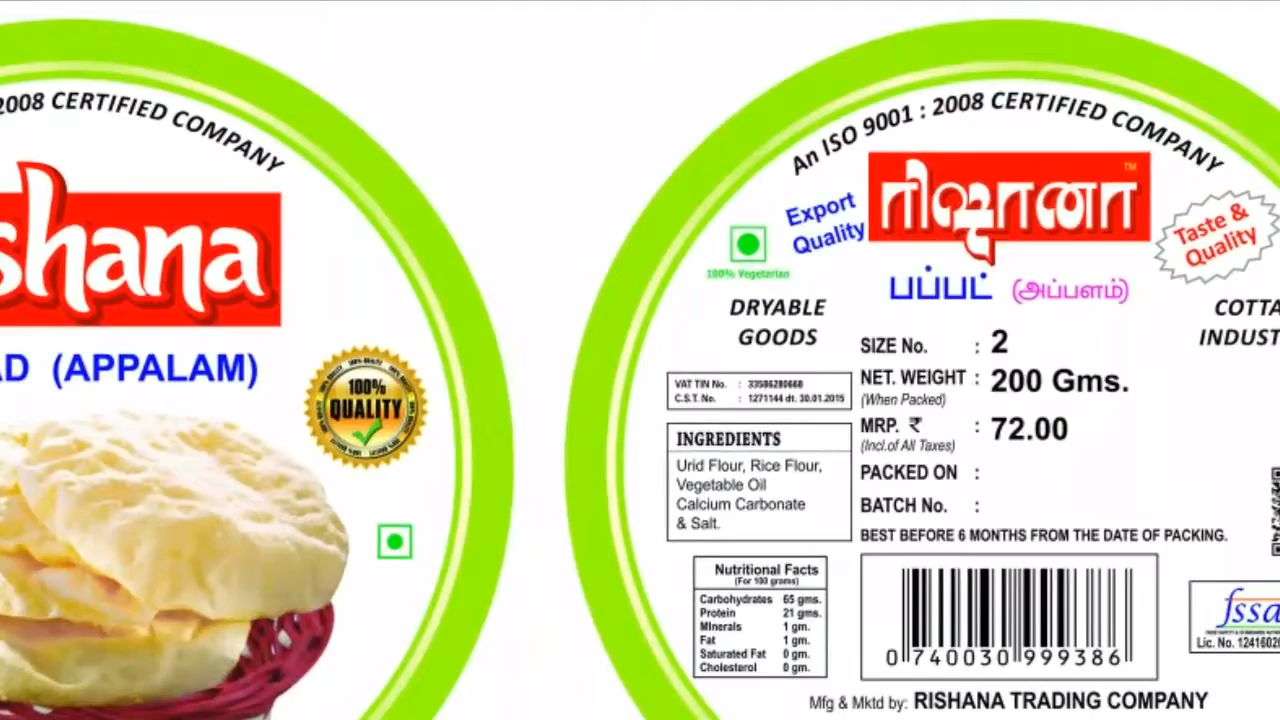 2008 CERTIFIED COMPANY
shana
AD (APPALAM)
100%
QUALITY
An ISO 9001 : 2008 CERTIFIED COMPANY
Export
Quality
ரிஷானா TM
Taste &
Quality
100% Vegetarian
பப்பட் (அப்பளம்)
DRYABLE
GOODS
COTTA
INDUST
SIZE No. : 2
NET. WEIGHT : 200 Gms.
(When Packed)
MRP. ₹ : 72.00
(Incl.of All Taxes)
PACKED ON :
BATCH No. :
BEST BEFORE 6 MONTHS FROM THE DATE OF PACKING.
VAT TIN No. : 33586280668
C.S.T. No. : 1271144 dt. 30.01.2015
INGREDIENTS
Urid Flour, Rice Flour,
Vegetable Oil
Calcium Carbonate
& Salt.
Nutritional Facts
(For 100 grams)
Carbohydrates 65 gms.
Protein 21 gms.
Minerals 1 gm.
Fat 1 gm.
Saturated Fat 0 gm.
Cholesterol 0 gm.
0 740030 999386
fssa
Lic. No. 1241602
Mfg & Mktd by: RISHANA TRADING COMPANY